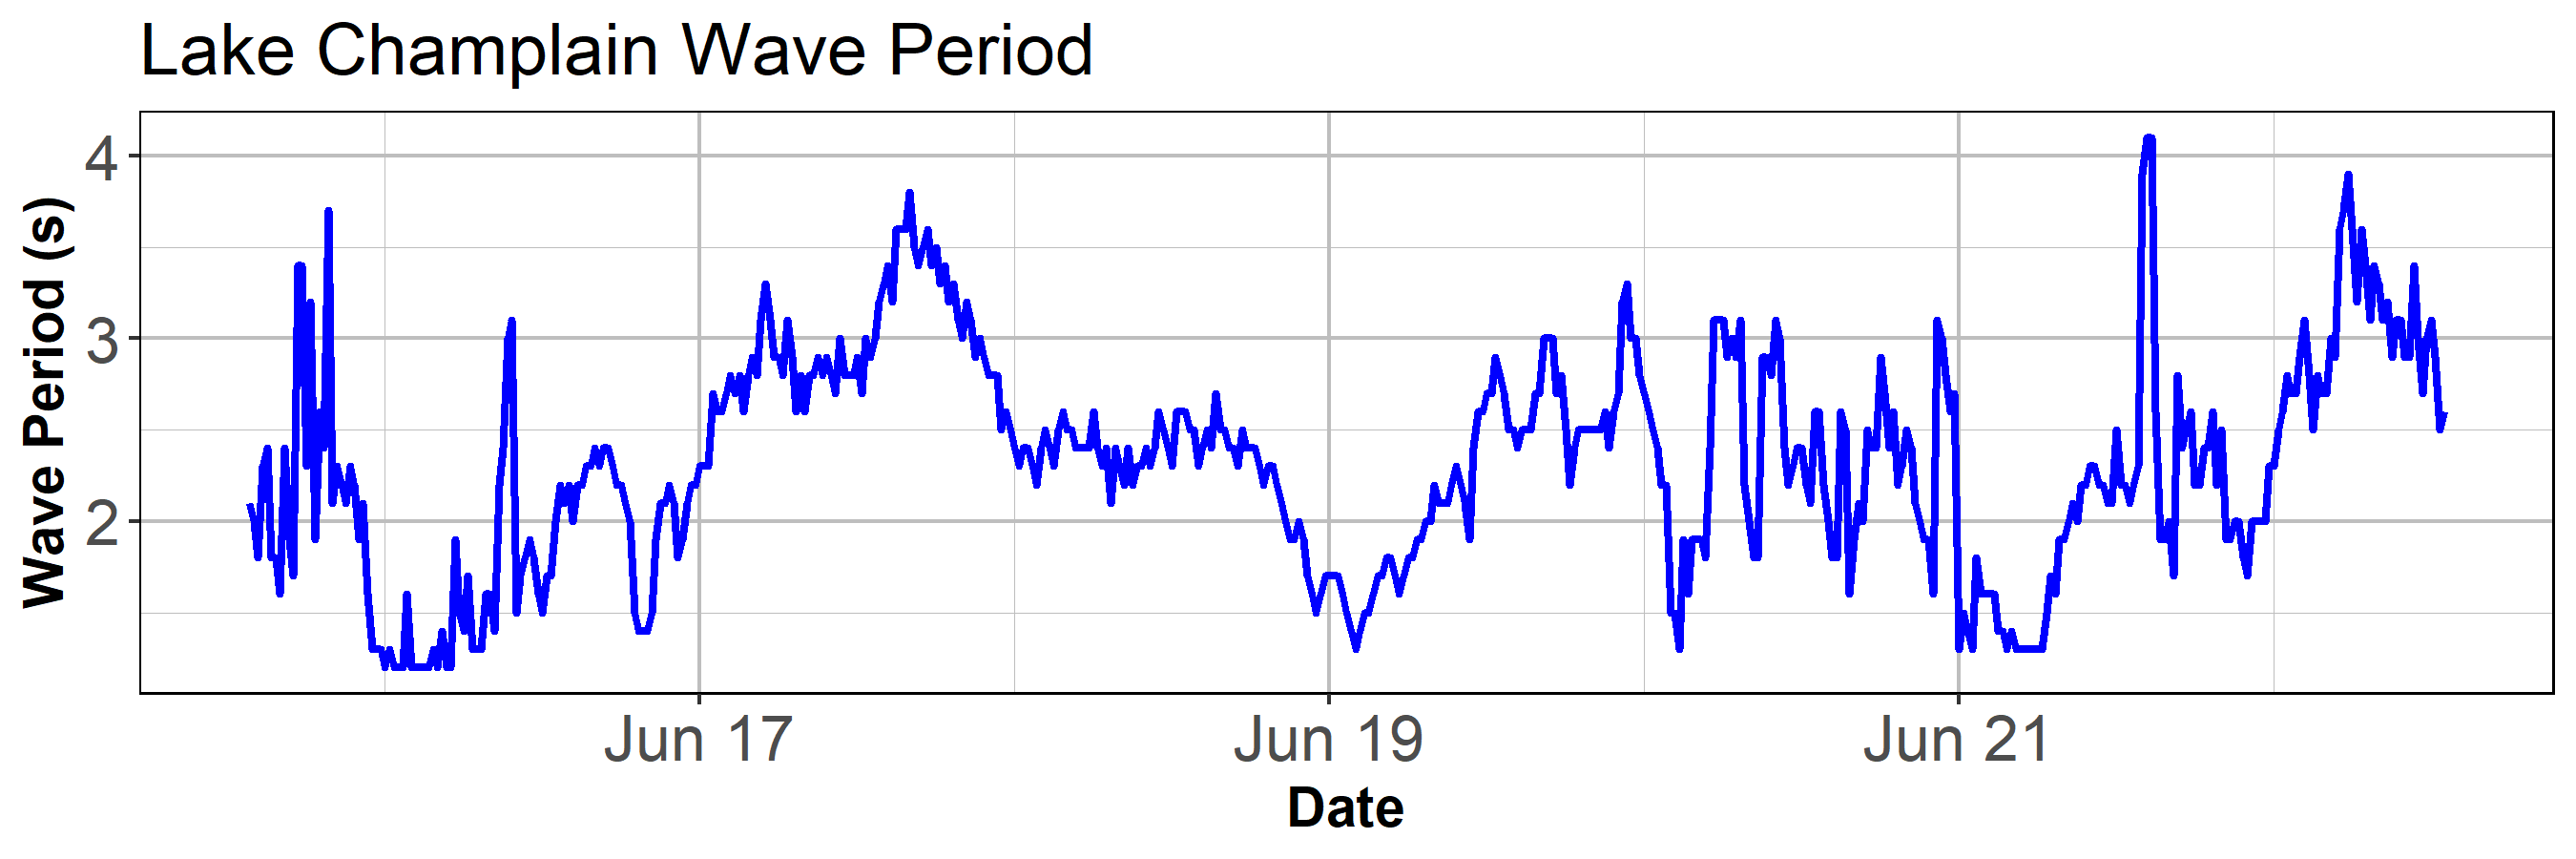 Lake Champlain Wave Period
Wave Period (s)
4
3
2
Jun 17
Jun 19
Jun 21
Date